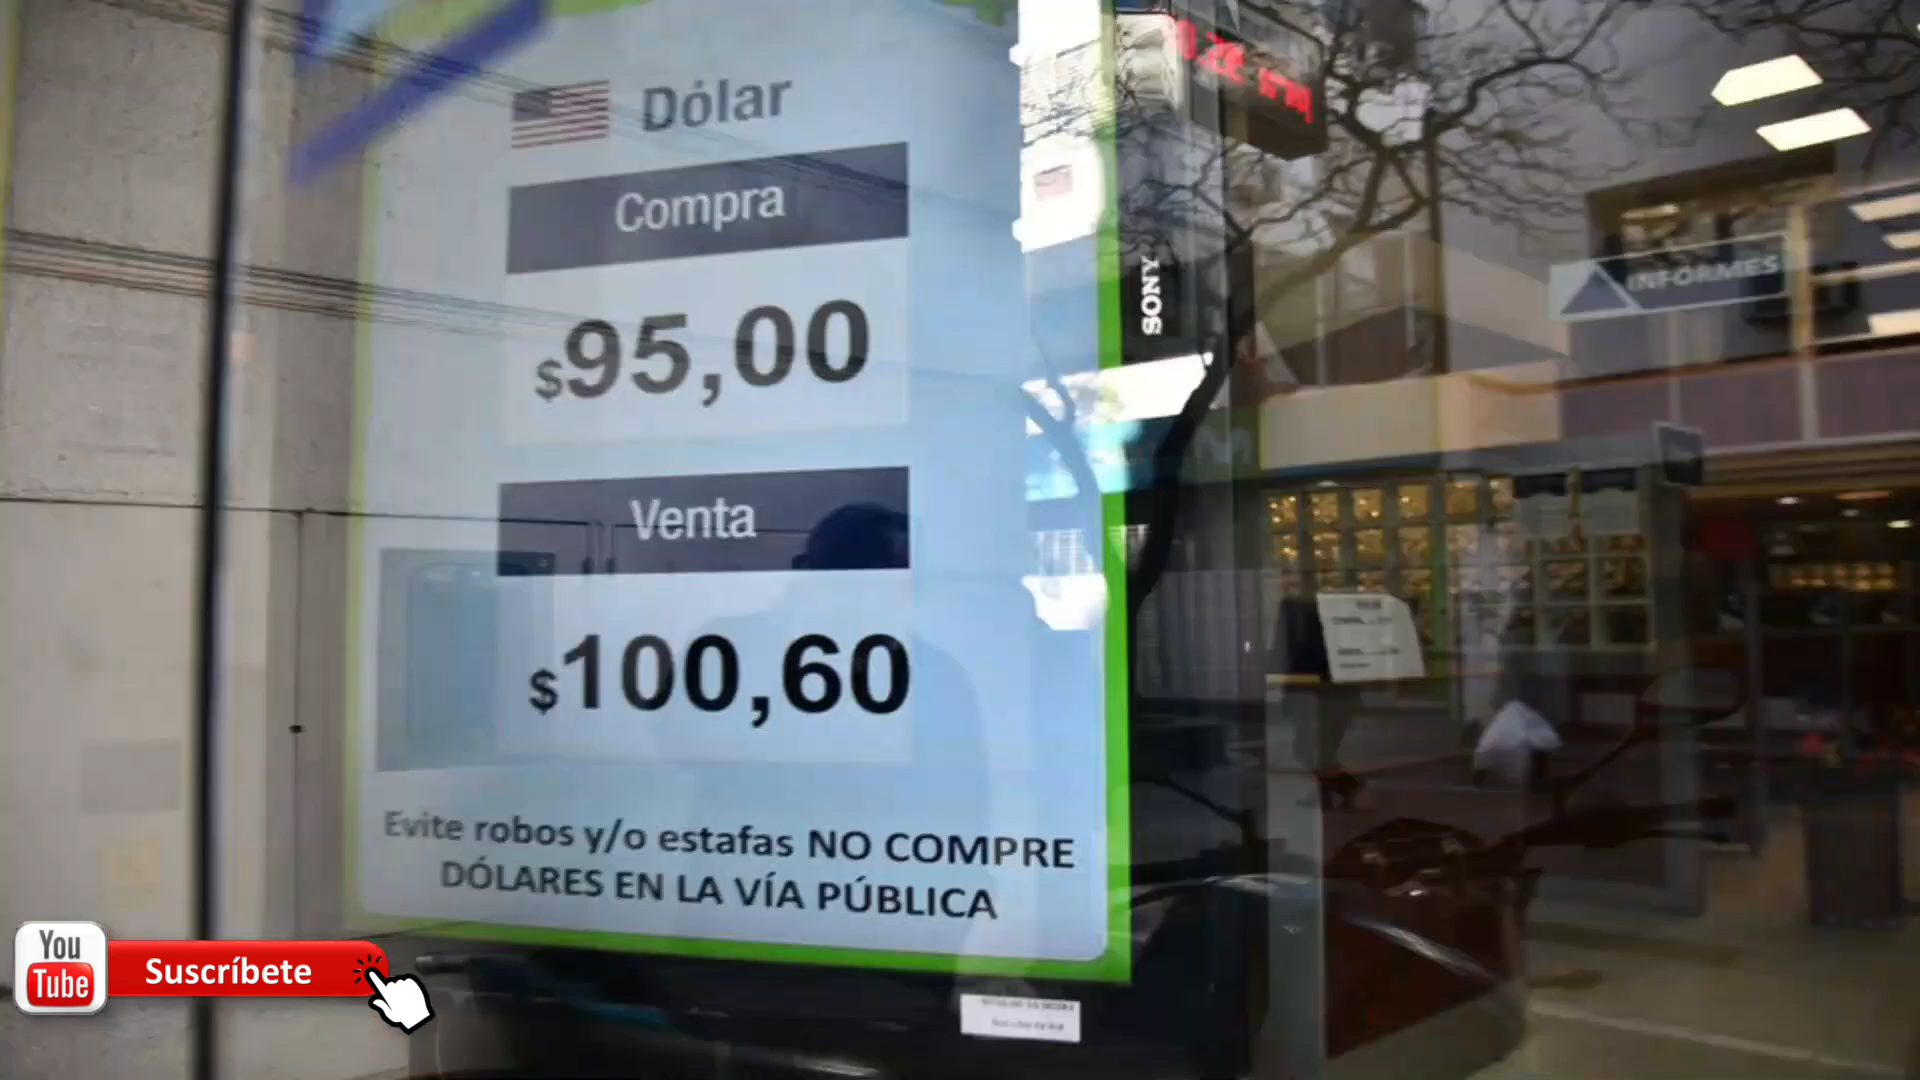 Dólar
Compra
$95,00
SONY
INFORMES
Venta
$100,60
Evite robos y/o estafas NO COMPRE
DÓLARES EN LA VÍA PÚBLICA
You
Tube
Suscríbete